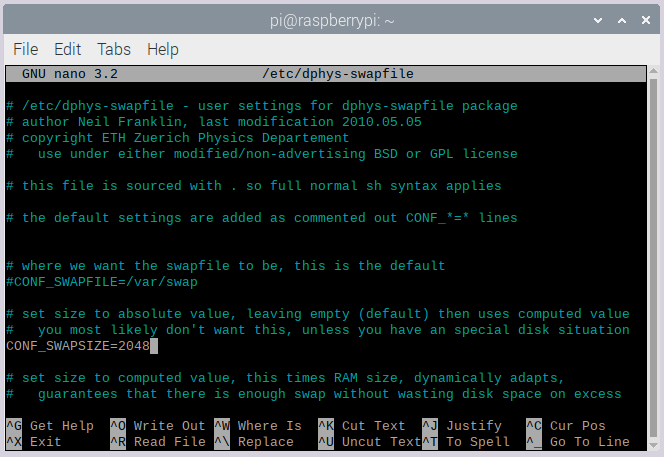 pi@raspberrypi: ~
File Edit Tabs Help
GNU nano 3.2 /etc/dphys-swapfile
# /etc/dphys-swapfile - user settings for dphys-swapfile package
# author Neil Franklin, last modification 2010.05.05
# copyright ETH Zuerich Physics Departement
#   use under either modified/non-advertising BSD or GPL license
# this file is sourced with . so full normal sh syntax applies
# the default settings are added as commented out CONF_*=* lines
# where we want the swapfile to be, this is the default
#CONF_SWAPFILE=/var/swap
# set size to absolute value, leaving empty (default) then uses computed value
#   you most likely don't want this, unless you have an special disk situation
CONF_SWAPSIZE=2048
# set size to computed value, this times RAM size, dynamically adapts,
#   guarantees that there is enough swap without wasting disk space on excess
^G Get Help ^O Write Out ^W Where Is ^K Cut Text ^J Justify ^C Cur Pos
^X Exit ^R Read File ^\ Replace ^U Uncut Text ^T To Spell ^_ Go To Line